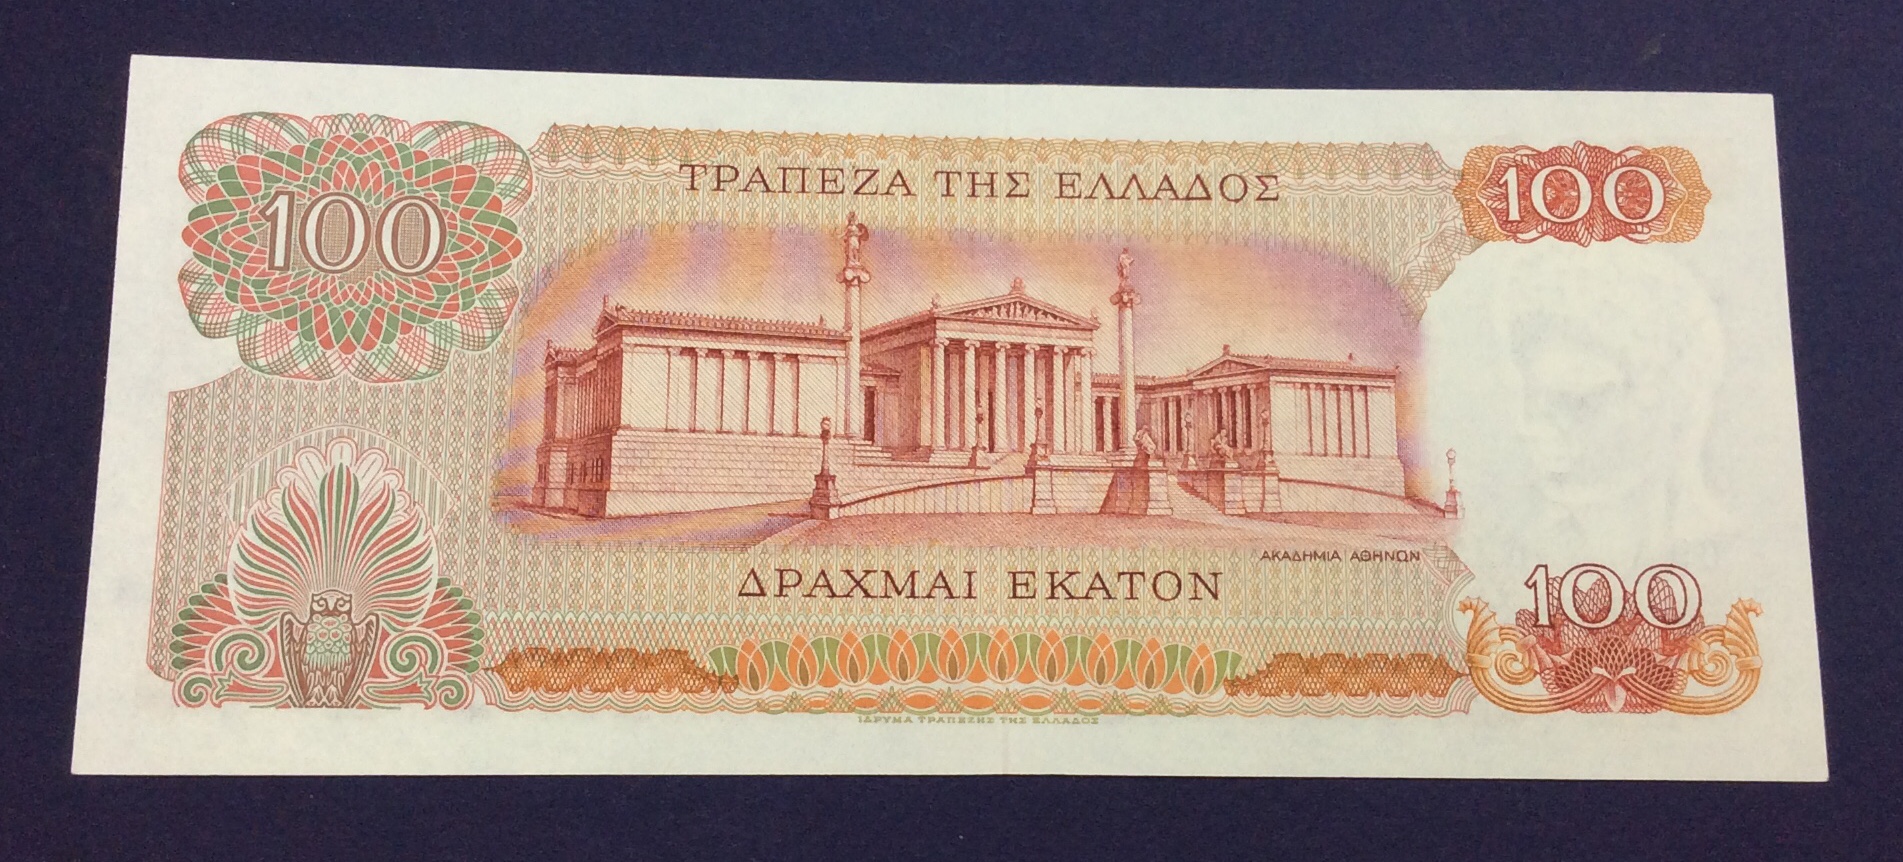 ΤΡΑΠΕΖΑ ΤΗΣ ΕΛΛΑΔΟΣ
100
100
ΑΚΑΔΗΜΙΑ ΑΘΗΝΩΝ
ΔΡΑΧΜΑΙ ΕΚΑΤΟΝ
100
ΙΔΡΥΜΑ ΤΡΑΠΕΖΗΣ ΤΗΣ ΕΛΛΑΔΟΣ